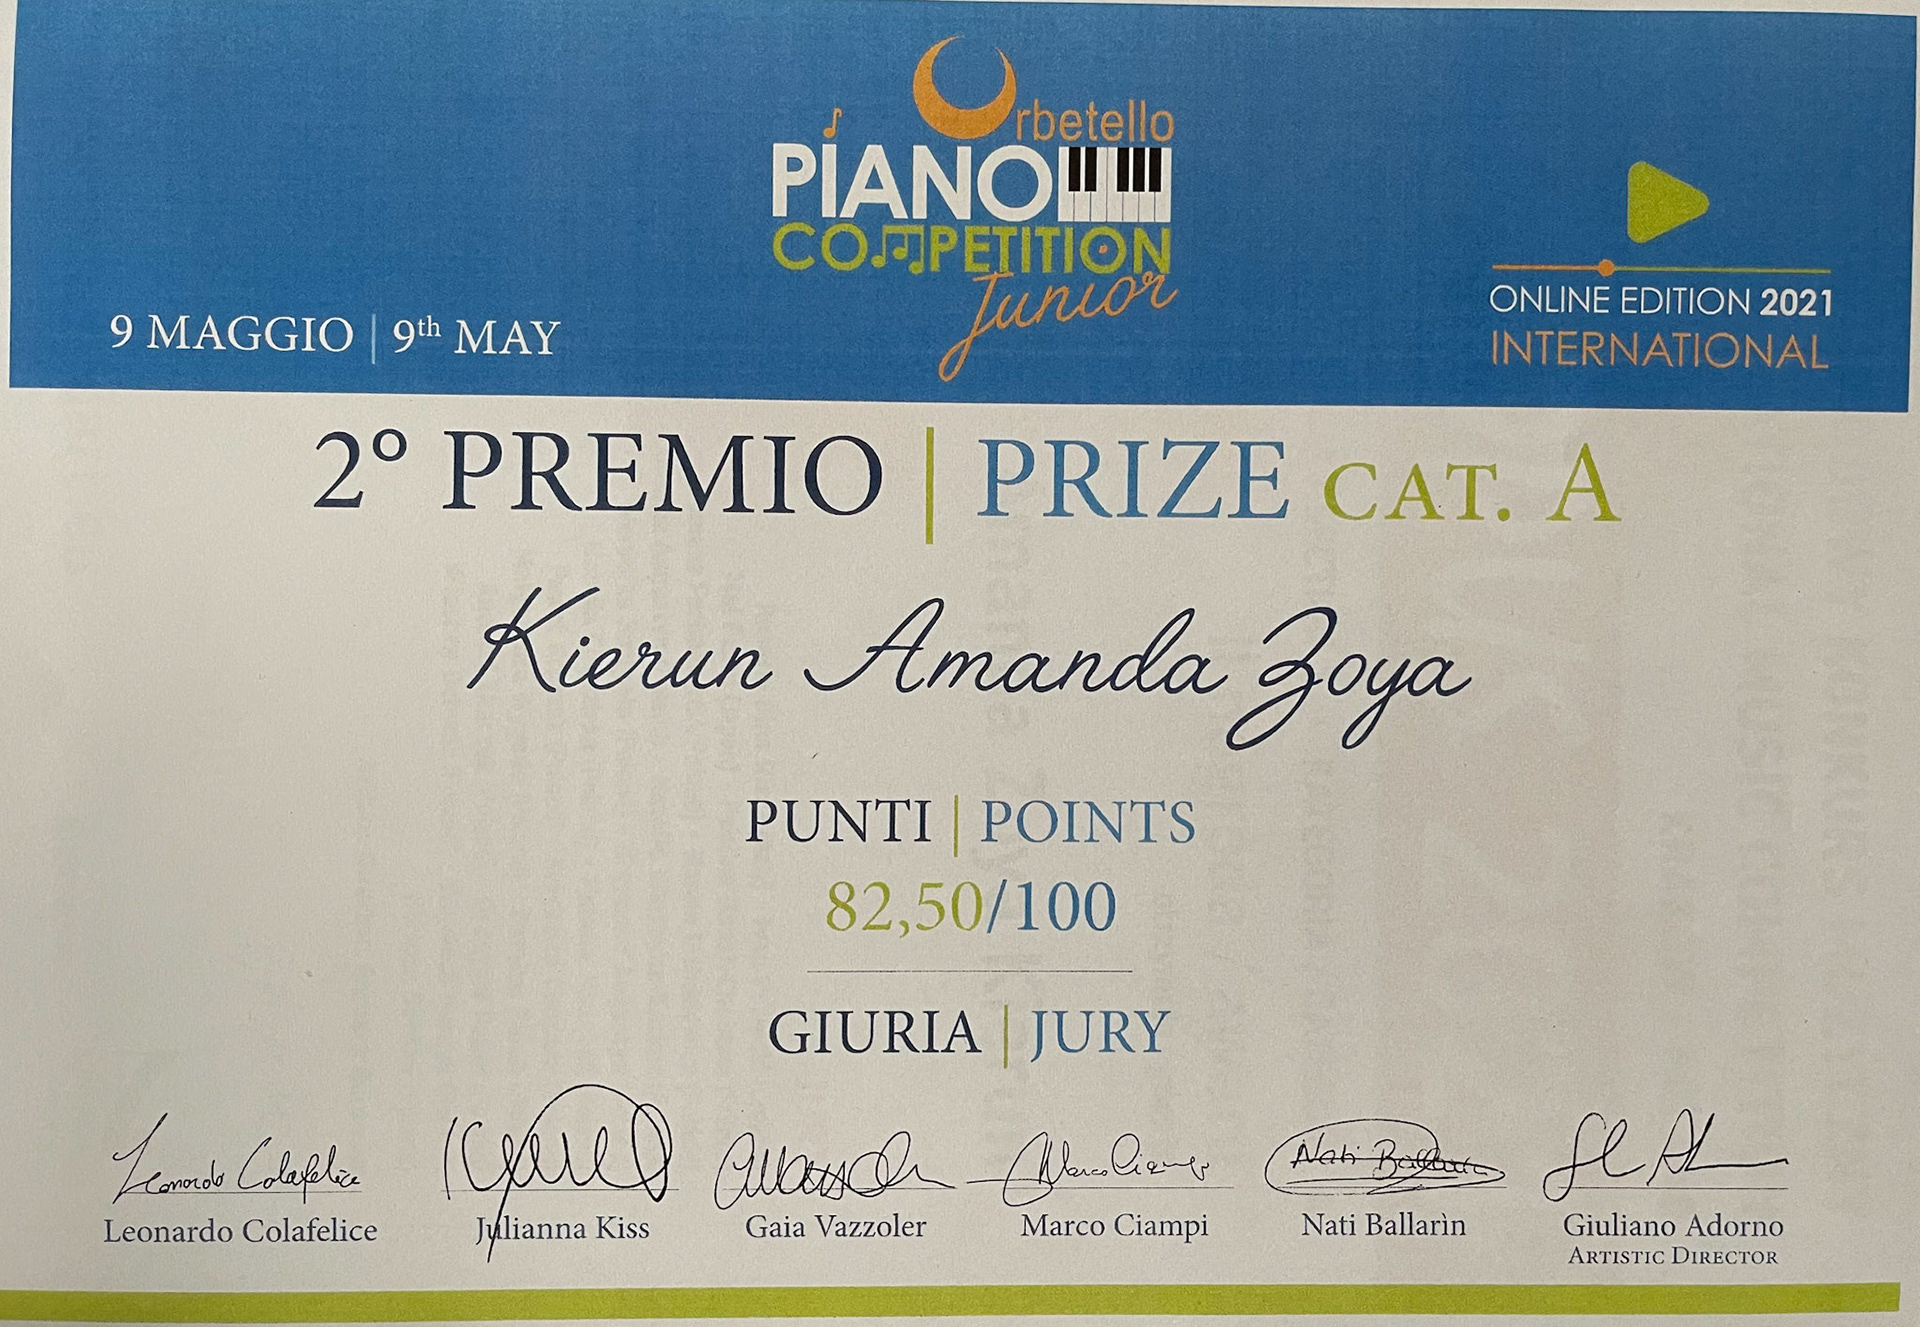 Orbetello
PIANO
COMPETITION
Junior
9 MAGGIO | 9th MAY
ONLINE EDITION 2021
INTERNATIONAL
2° PREMIO | PRIZE CAT. A
Kierun Amanda Zoya
PUNTI | POINTS
82,50/100
GIURIA | JURY
Leonardo Colafelice
Nati Ballarin
Leonardo Colafelice Julianna Kiss Gaia Vazzoler Marco Ciampi Nati Ballarìn Giuliano Adorno
ARTISTIC DIRECTOR